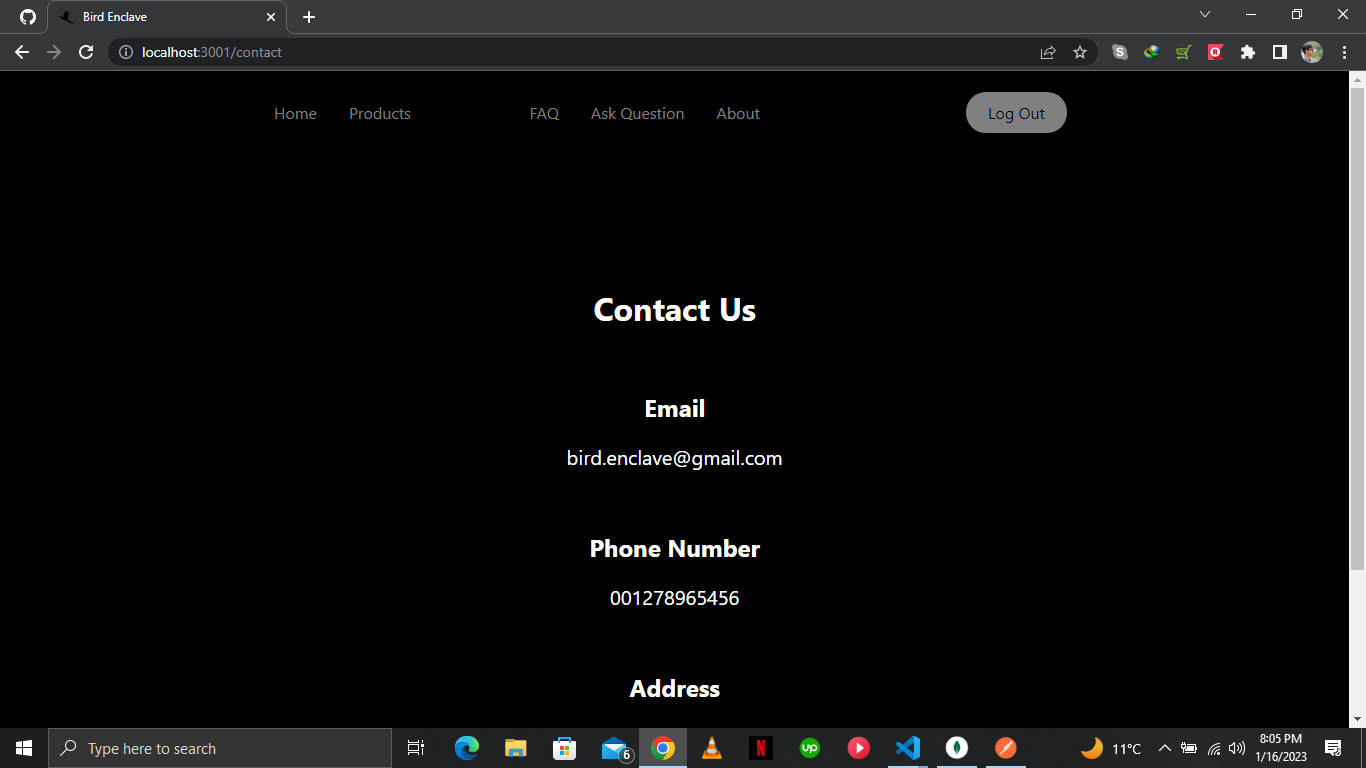 Bird Enclave
localhost:3001/contact
Home Products FAQ Ask Question About Log Out
Contact Us
Email
bird.enclave@gmail.com
Phone Number
001278965456
Address
Type here to search
6
N
up
11°C
8:05 PM
1/16/2023